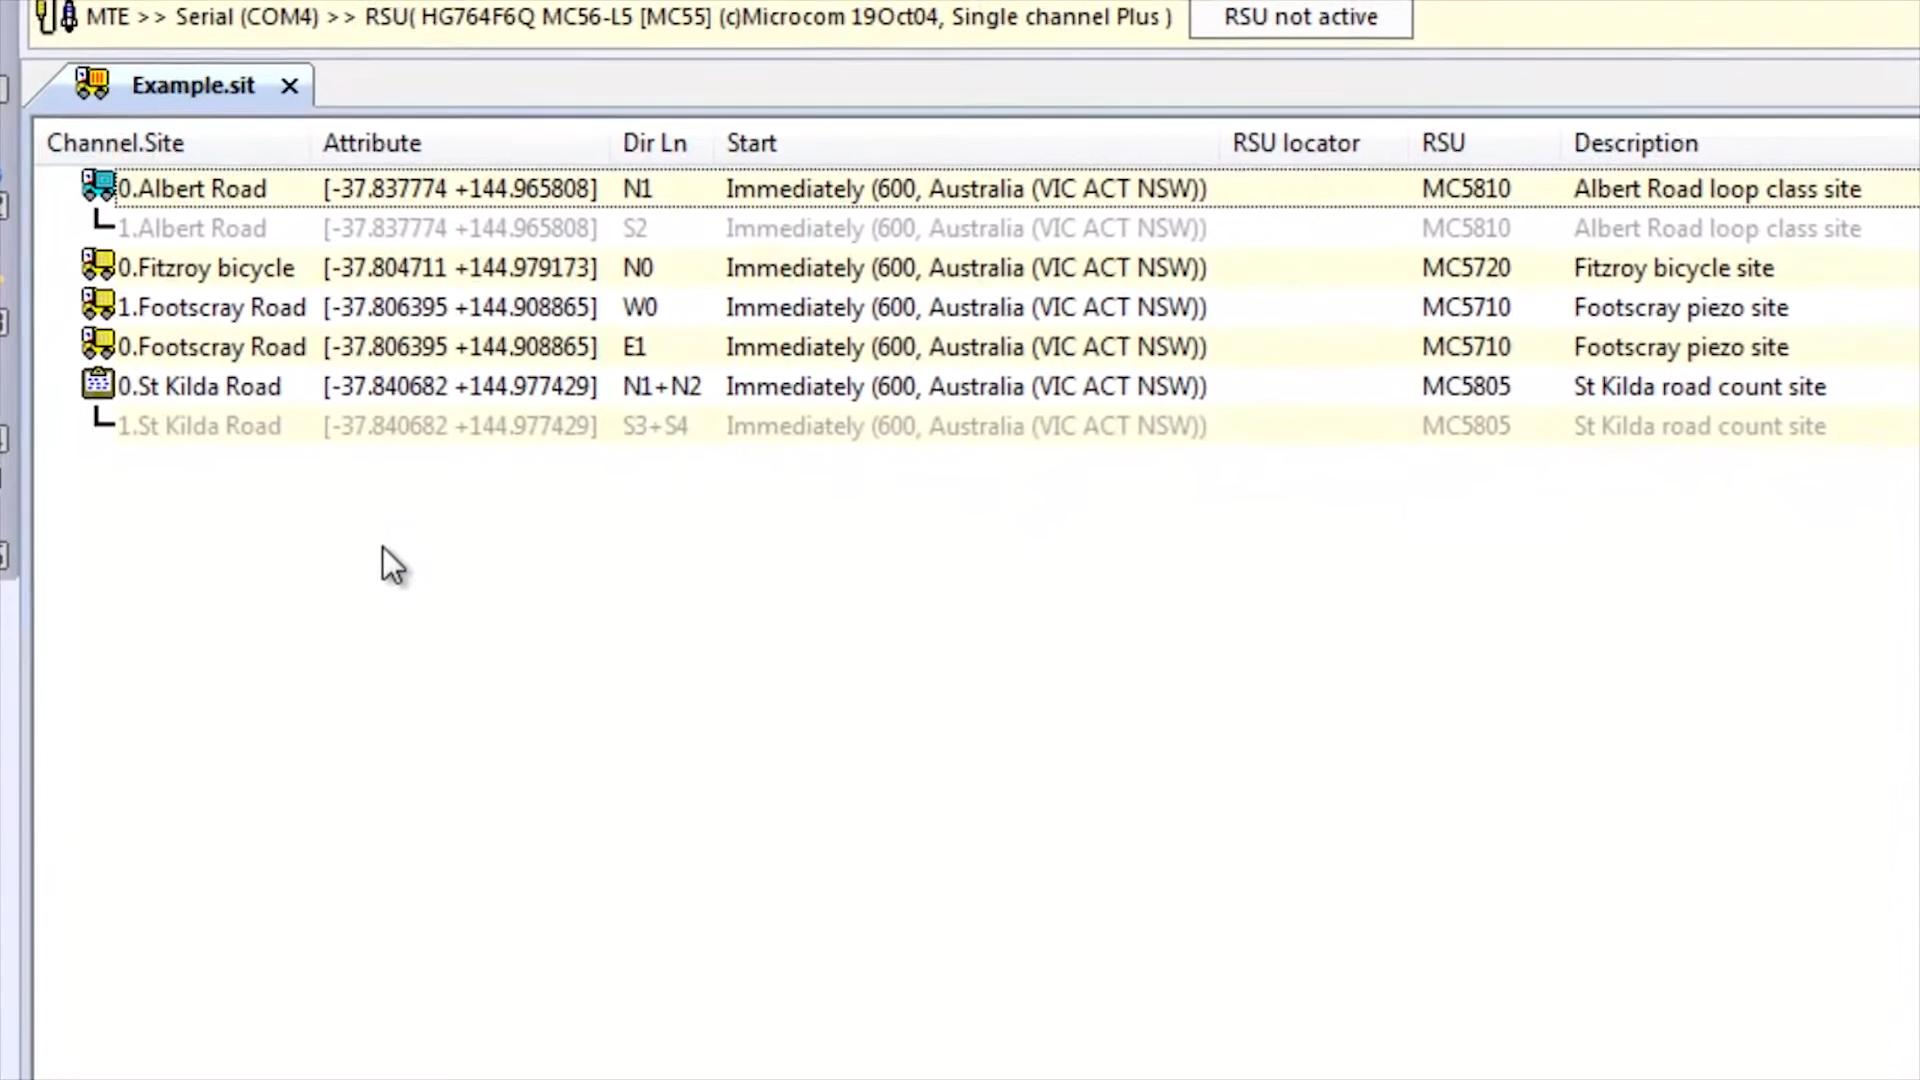 MTE >> Serial (COM4) >> RSU( HG764F6Q MC56-L5 [MC55] (c)Microcom 19Oct04, Single channel Plus ) RSU not active
Example.sit
Channel.Site Attribute Dir Ln Start RSU locator RSU Description
0.Albert Road [-37.837774 +144.965808] N1 Immediately (600, Australia (VIC ACT NSW)) MC5810 Albert Road loop class site
1.Albert Road [-37.837774 +144.965808] S2 Immediately (600, Australia (VIC ACT NSW)) MC5810 Albert Road loop class site
0.Fitzroy bicycle [-37.804711 +144.979173] N0 Immediately (600, Australia (VIC ACT NSW)) MC5720 Fitzroy bicycle site
1.Footscray Road [-37.806395 +144.908865] W0 Immediately (600, Australia (VIC ACT NSW)) MC5710 Footscray piezo site
0.Footscray Road [-37.806395 +144.908865] E1 Immediately (600, Australia (VIC ACT NSW)) MC5710 Footscray piezo site
0.St Kilda Road [-37.840682 +144.977429] N1+N2 Immediately (600, Australia (VIC ACT NSW)) MC5805 St Kilda road count site
1.St Kilda Road [-37.840682 +144.977429] S3+S4 Immediately (600, Australia (VIC ACT NSW)) MC5805 St Kilda road count site